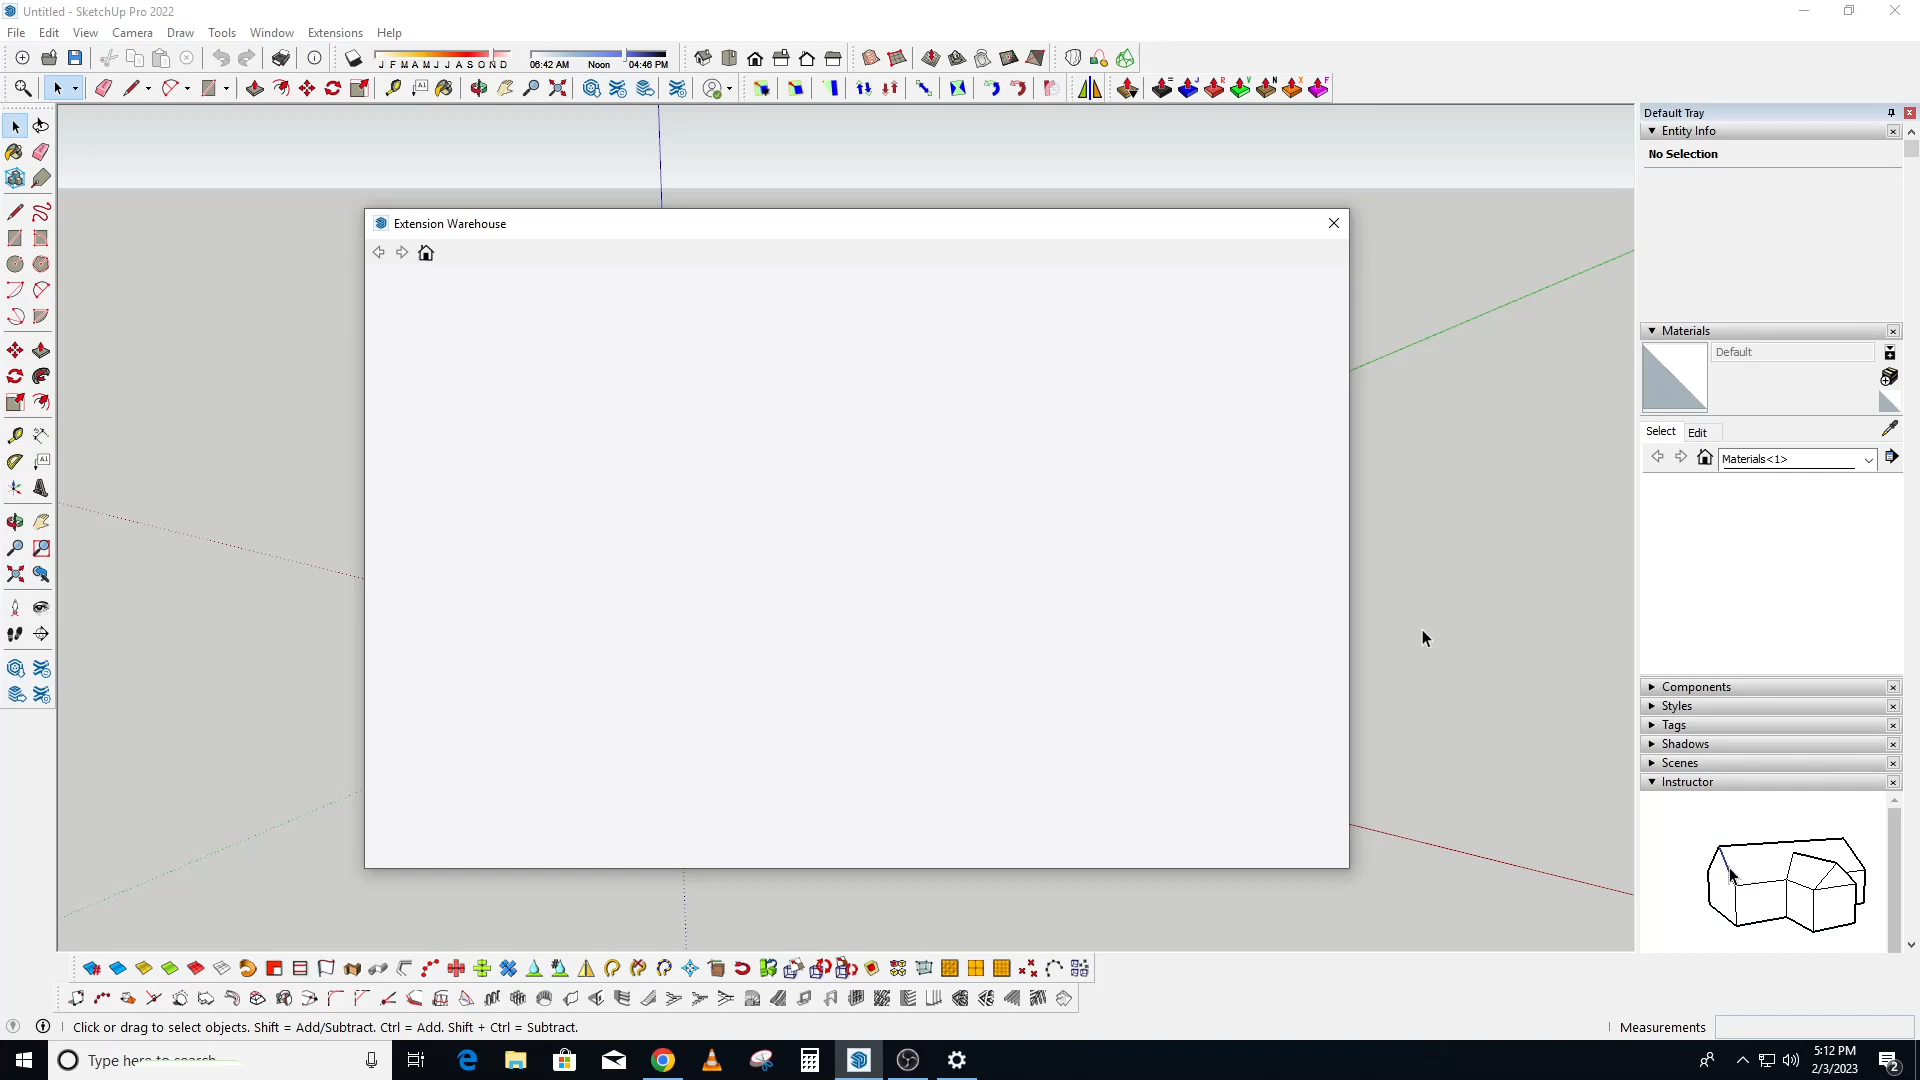 Untitled - SketchUp Pro 2022
File Edit View Camera Draw Tools Window Extensions Help
J F M A M J J A S O N D
06:42 AM Noon 04:46 PM
Default Tray
Entity Info
No Selection
Extension Warehouse
Materials
Default
Select Edit
Materials<1>
Components
Styles
Tags
Shadows
Scenes
Instructor
Click or drag to select objects. Shift = Add/Subtract. Ctrl = Add. Shift + Ctrl = Subtract.
Measurements
Type here to search
5:12 PM
2/3/2023
2